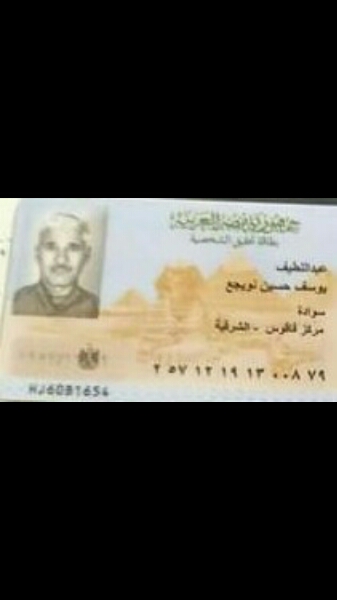 جمهورية مصر العربية
بطاقة تحقيق الشخصية
عبداللطيف
يوسف حسين
سوادة
مركز فاقوس - الشرقية
٢ ٥٧ ١٢ ١٩ ١٣ ٠٠٨ ٧٩
HJ6081654